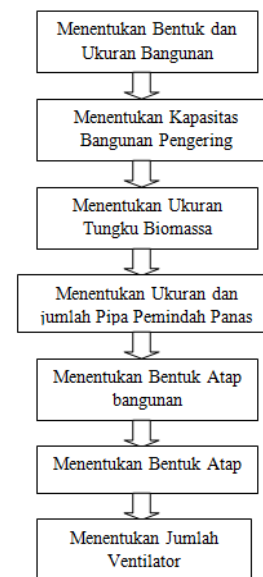 Menentukan Bentuk dan
Ukuran Bangunan
Menentukan Kapasitas
Bangunan Pengering
Menentukan Ukuran
Tungku Biomassa
Menentukan Ukuran dan
jumlah Pipa Pemindah Panas
Menentukan Bentuk Atap
bangunan
Menentukan Bentuk Atap
Menentukan Jumlah
Ventilator